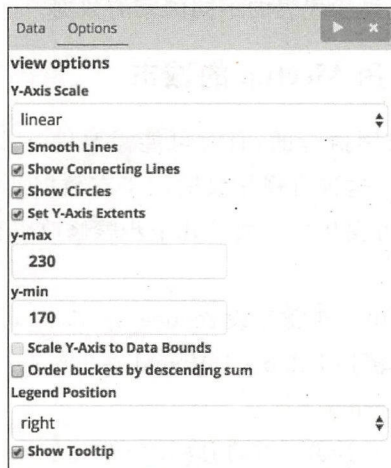 Data Options
view options
Y-Axis Scale
linear
Smooth Lines
Show Connecting Lines
Show Circles
Set Y-Axis Extents
y-max
230
y-min
170
Scale Y-Axis to Data Bounds
Order buckets by descending sum
Legend Position
right
Show Tooltip